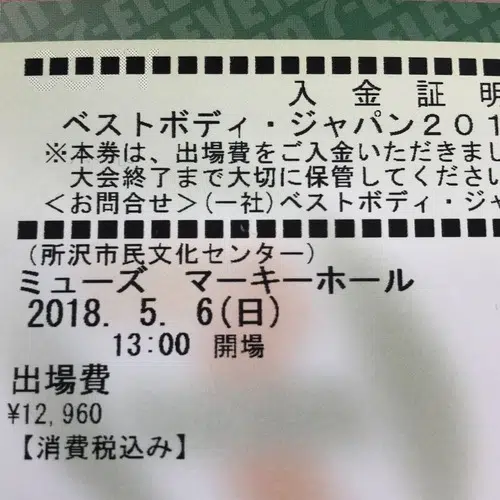 7-ELEVEN
入金証明
ベストボディ・ジャパン201
※本券は、出場費をご入金いただきまし
大会終了まで大切に保管してください
<お問合せ>(一社)ベストボディ・ジャ
(所沢市民文化センター)
ミューズ マーキーホール
2018. 5. 6(日)
13:00 開場
出場費
¥12,960
【消費税込み】